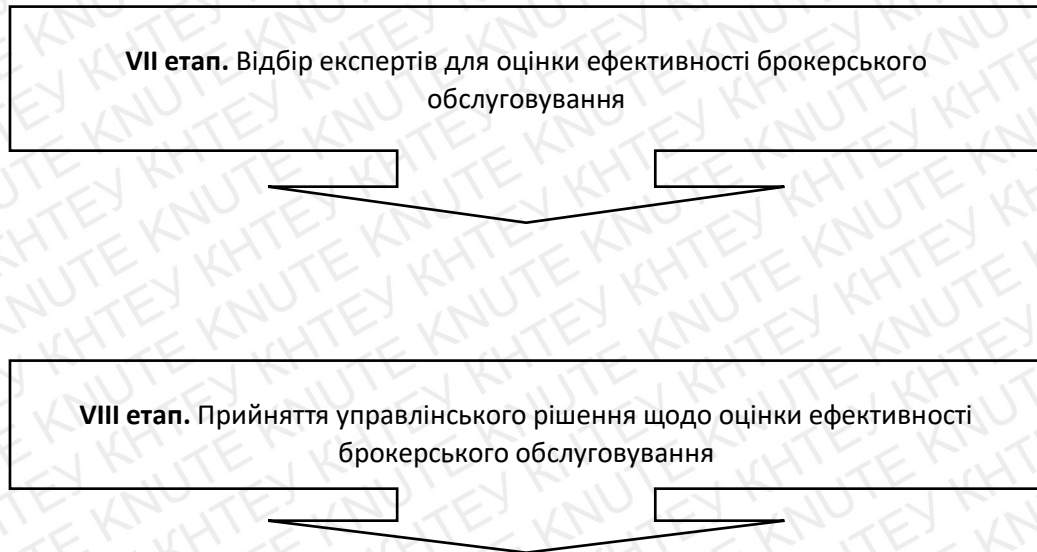 VII етап. Відбір експертів для оцінки ефективності брокерського
обслуговування
VIII етап. Прийняття управлінського рішення щодо оцінки ефективності
брокерського обслуговування